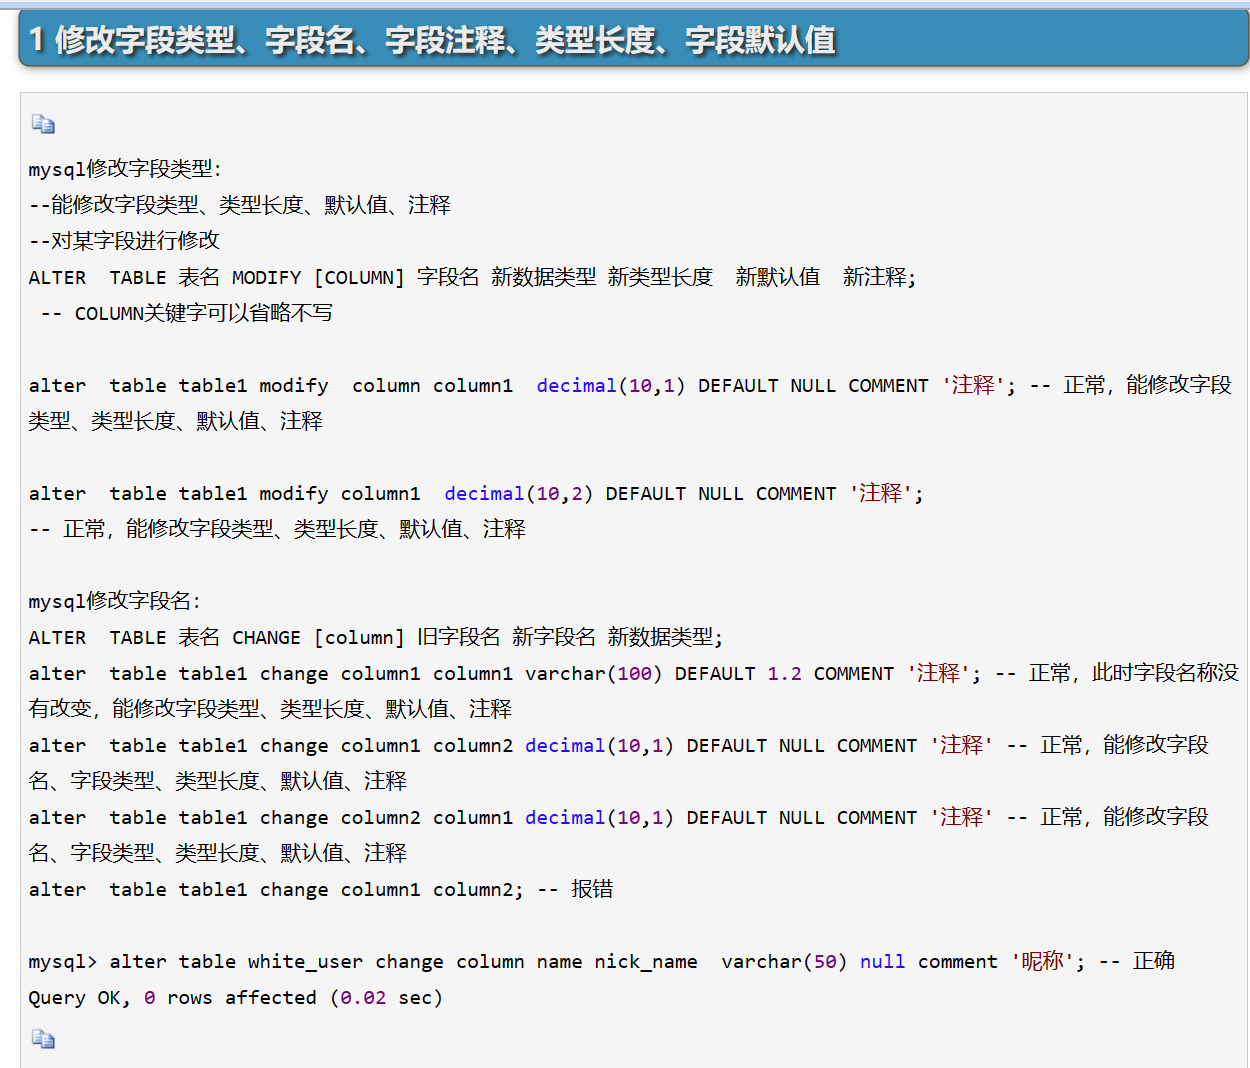 1 修改字段类型、字段名、字段注释、类型长度、字段默认值
mysql修改字段类型：
--能修改字段类型、类型长度、默认值、注释
--对某字段进行修改
ALTER  TABLE 表名 MODIFY [COLUMN] 字段名 新数据类型 新类型长度  新默认值  新注释;
 -- COLUMN关键字可以省略不写
alter  table table1 modify  column column1  decimal(10,1) DEFAULT NULL COMMENT '注释'; -- 正常，能修改字段
类型、类型长度、默认值、注释
alter  table table1 modify column1  decimal(10,2) DEFAULT NULL COMMENT '注释';
-- 正常，能修改字段类型、类型长度、默认值、注释
mysql修改字段名：
ALTER  TABLE 表名 CHANGE [column] 旧字段名 新字段名 新数据类型;
alter  table table1 change column1 column1 varchar(100) DEFAULT 1.2 COMMENT '注释'; -- 正常，此时字段名称没
有改变，能修改字段类型、类型长度、默认值、注释
alter  table table1 change column1 column2 decimal(10,1) DEFAULT NULL COMMENT '注释' -- 正常，能修改字段
名、字段类型、类型长度、默认值、注释
alter  table table1 change column2 column1 decimal(10,1) DEFAULT NULL COMMENT '注释' -- 正常，能修改字段
名、字段类型、类型长度、默认值、注释
alter  table table1 change column1 column2; -- 报错
mysql> alter table white_user change column name nick_name  varchar(50) null comment '昵称'; -- 正确
Query OK, 0 rows affected (0.02 sec)